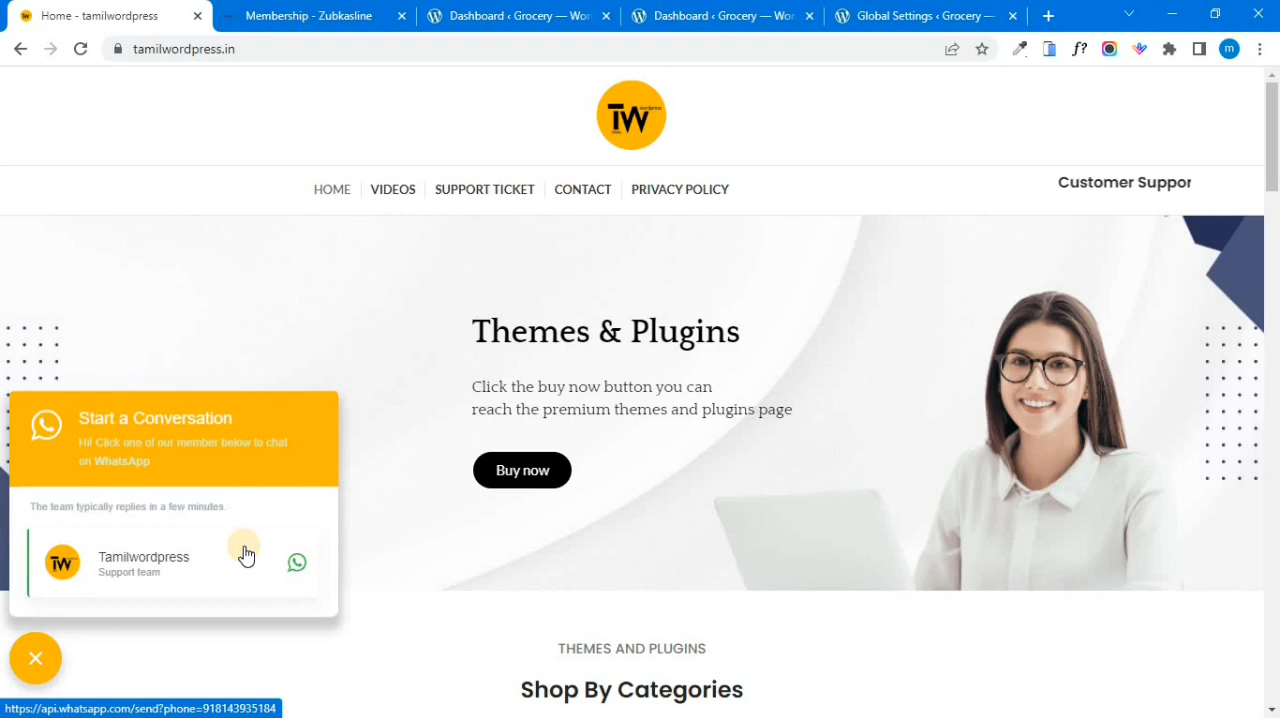 Home - tamilwordpress
Membership - Zubkasline
Dashboard ‹ Grocery — Wor
Dashboard ‹ Grocery — Wor
Global Settings ‹ Grocery —
tamilwordpress.in
f?
m
wordpress
TW
HOME
VIDEOS
SUPPORT TICKET
CONTACT
PRIVACY POLICY
Customer Suppor
Themes & Plugins
Click the buy now button you can
reach the premium themes and plugins page
Buy now
Start a Conversation
Hi! Click one of our member below to chat
on WhatsApp
The team typically replies in a few minutes.
TW
Tamilwordpress
Support team
THEMES AND PLUGINS
Shop By Categories
https://api.whatsapp.com/send?phone=918143935184